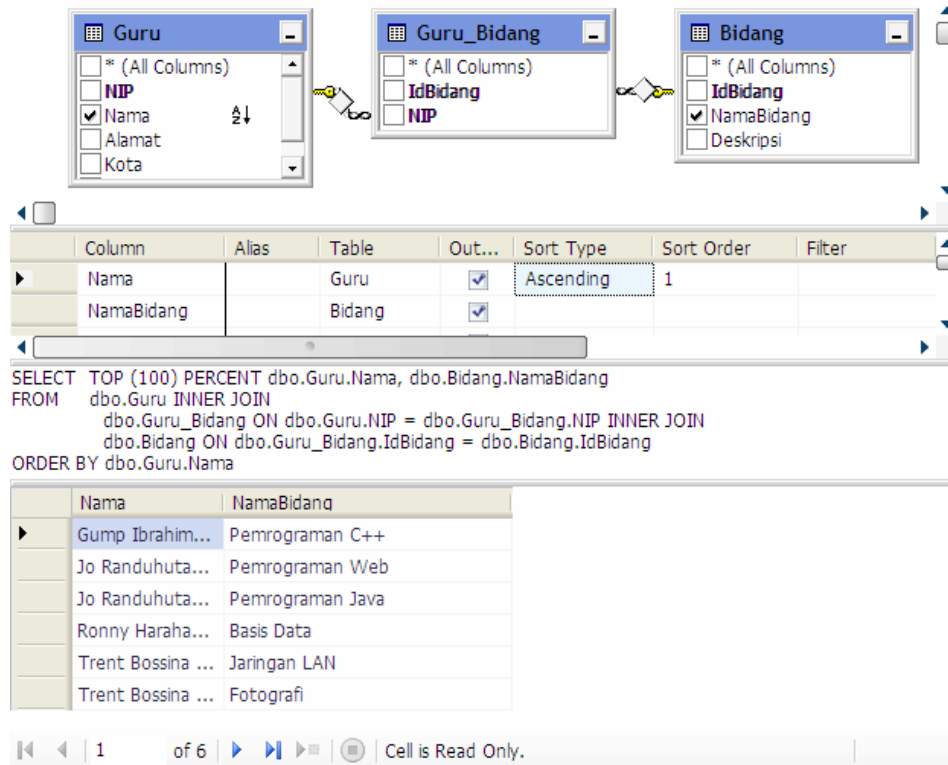 Guru
* (All Columns)
NIP
Nama
Alamat
Kota
Guru_Bidang
* (All Columns)
IdBidang
NIP
Bidang
* (All Columns)
IdBidang
NamaBidang
Deskripsi
Column Alias Table Out... Sort Type Sort Order Filter
Nama Guru Ascending 1
NamaBidang Bidang
SELECT TOP (100) PERCENT dbo.Guru.Nama, dbo.Bidang.NamaBidang
FROM dbo.Guru INNER JOIN
dbo.Guru_Bidang ON dbo.Guru.NIP = dbo.Guru_Bidang.NIP INNER JOIN
dbo.Bidang ON dbo.Guru_Bidang.IdBidang = dbo.Bidang.IdBidang
ORDER BY dbo.Guru.Nama
Nama NamaBidang
Gump Ibrahim... Pemrograman C++
Jo Randuhuta... Pemrograman Web
Jo Randuhuta... Pemrograman Java
Ronny Haraha... Basis Data
Trent Bossina ... Jaringan LAN
Trent Bossina ... Fotografi
1 of 6 Cell is Read Only.